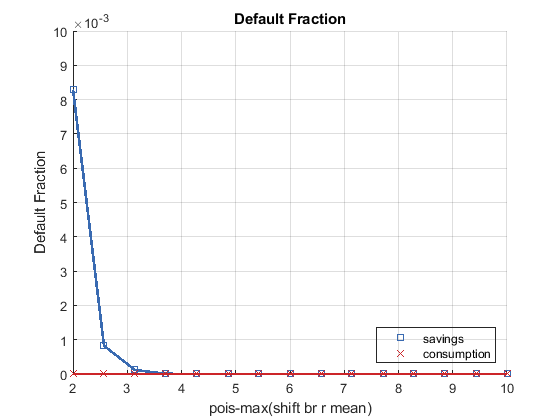 Default Fraction
×10-3
10
9
8
7
6
5
4
3
2
1
0
Default Fraction
savings
consumption
2 3 4 5 6 7 8 9 10
pois-max(shift br r mean)